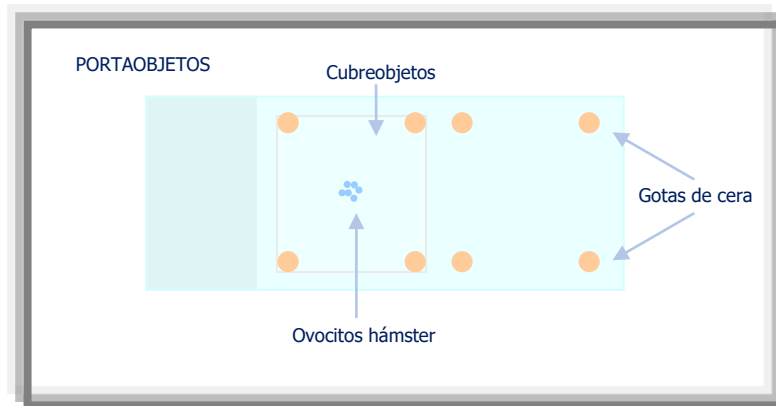 PORTAOBJETOS
Cubreobjetos
Gotas de cera
Ovocitos hámster